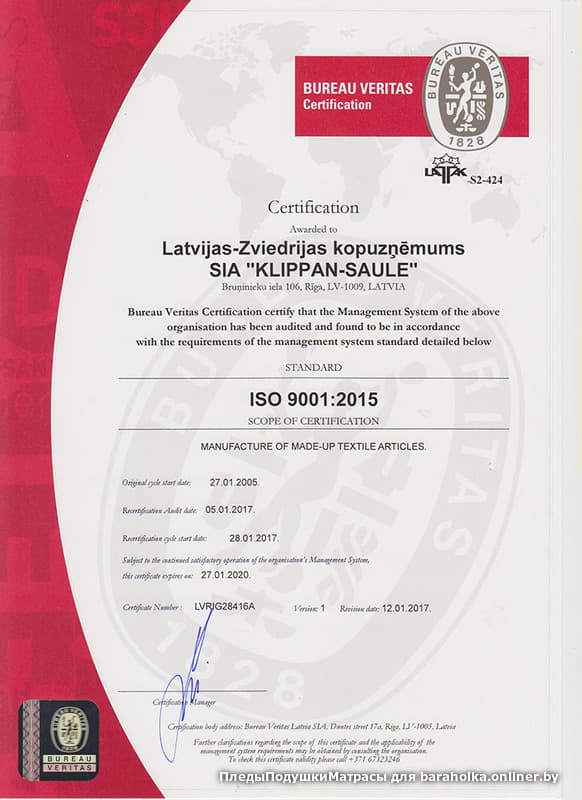 BUREAU VERITAS
Certification
BUREAU VERITAS
1828
LATAK -S2-424
Certification
Awarded to
Latvijas-Zviedrijas kopuzņēmums
SIA "KLIPPAN-SAULE"
Bruņinieku iela 106, Rīga, LV-1009, LATVIA
Bureau Veritas Certification certify that the Management System of the above
organisation has been audited and found to be in accordance
with the requirements of the management system standard detailed below
STANDARD
ISO 9001:2015
SCOPE OF CERTIFICATION
MANUFACTURE OF MADE-UP TEXTILE ARTICLES.
Original cycle start date: 27.01.2005.
Recertification Audit date: 05.01.2017.
Recertification cycle start date: 28.01.2017.
Subject to the continued satisfactory operation of the organisation's Management System,
this certificate expires on: 27.01.2020.
Certificate Number : LVRIG28416A Version: 1 Revision date: 12.01.2017.
Certification Manager
Certification body address: Bureau Veritas Latvia SIA, Duntes street 17a, Rīga, LV-1005, Latvia
Further clarifications regarding the scope of this certificate and the applicability of the
management system requirements may be obtained by consulting the organisation.
To check this certificate validity please call +371 67323246
BUREAU VERITAS
1828
BUREAU
VERITAS
ПледыПодушкиМатрасы для baraholka.onliner.by